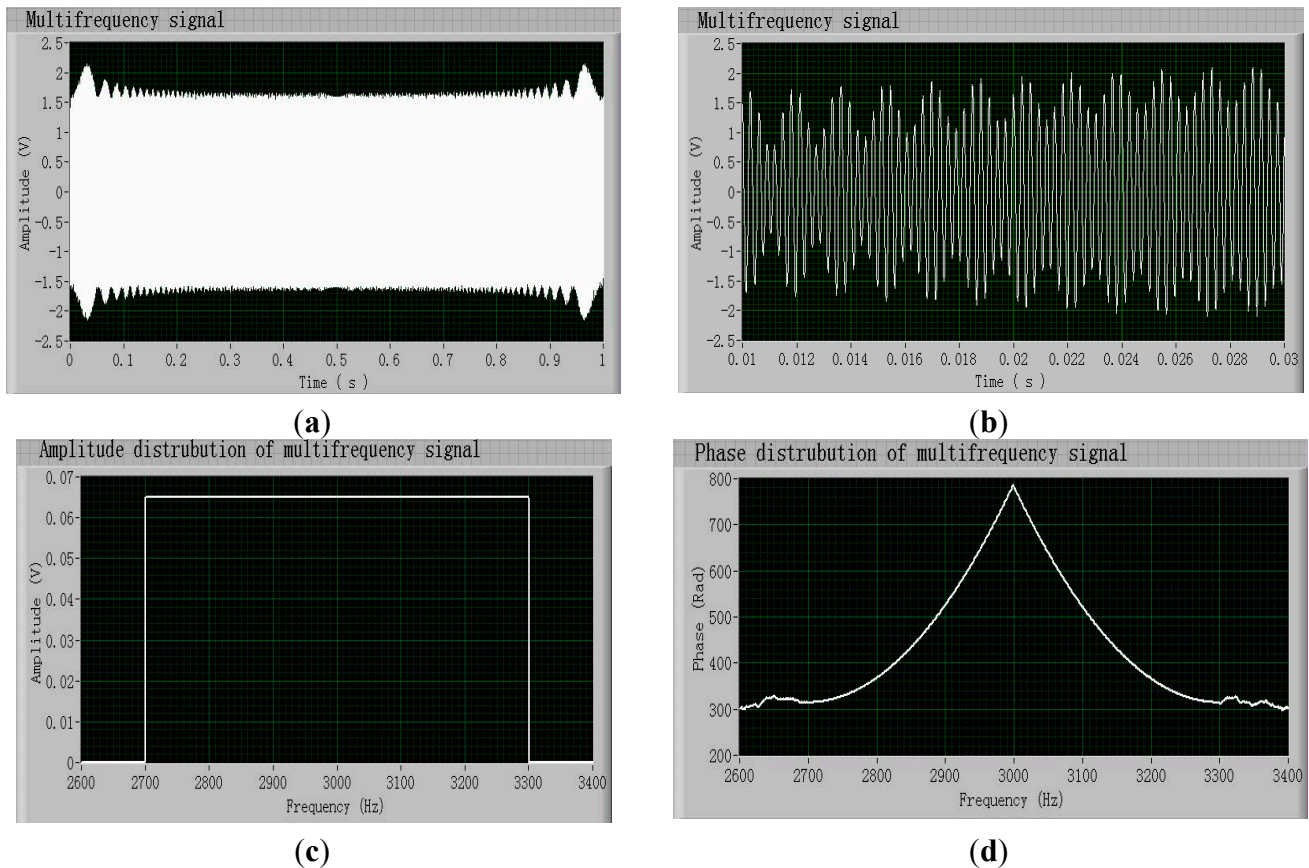 Multifrequency signal
Amplitude (V)
2.5
2
1.5
1
0.5
0
-0.5
-1
-1.5
-2
-2.5
0 0.1 0.2 0.3 0.4 0.5 0.6 0.7 0.8 0.9 1
Time ( s )
(a)
Multifrequency signal
Amplitude (V)
2.5
2
1.5
1
0.5
0
-0.5
-1
-1.5
-2
-2.5
0.01 0.012 0.014 0.016 0.018 0.02 0.022 0.024 0.026 0.028 0.03
Time ( s )
(b)
Amplitude distrubution of multifrequency signal
Amplitude (V)
0.07
0.06
0.05
0.04
0.03
0.02
0.01
0
2600 2700 2800 2900 3000 3100 3200 3300 3400
Frequency (Hz)
(c)
Phase distrubution of multifrequency signal
Phase (Rad)
800
700
600
500
400
300
200
2600 2700 2800 2900 3000 3100 3200 3300 3400
Frequency (Hz)
(d)